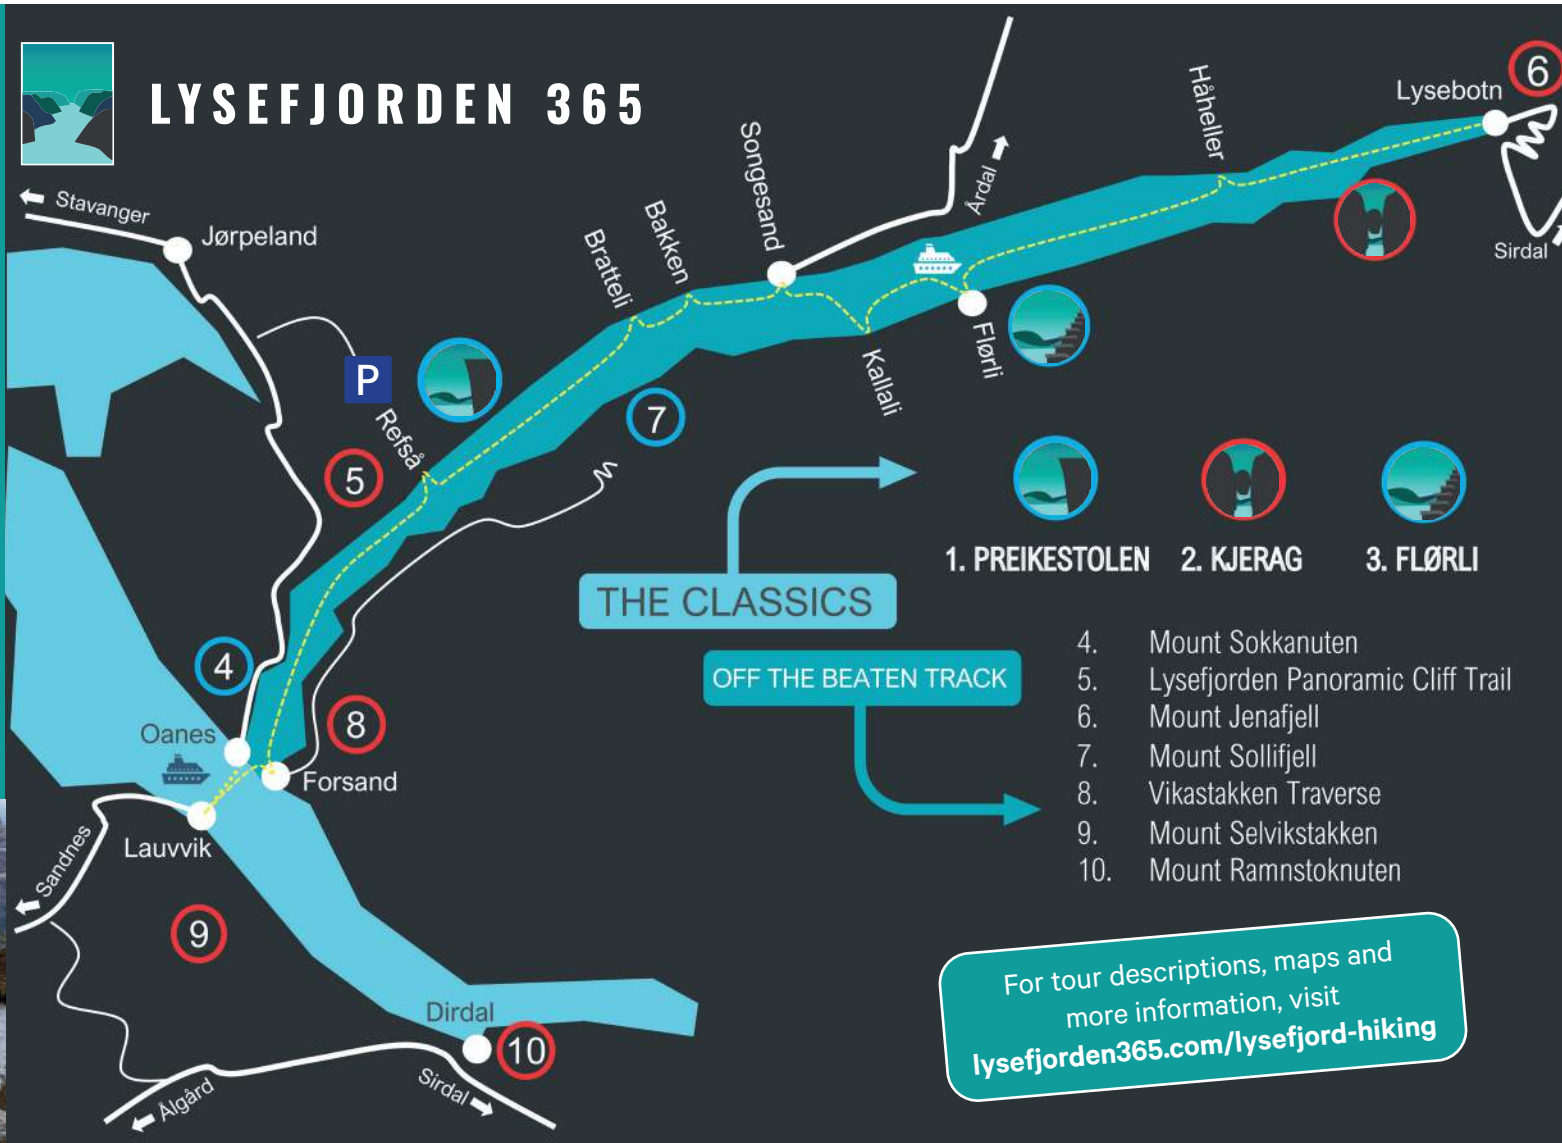 LYSEFJORDEN 365
Stavanger
Jørpeland
P
Refså
5
Bratteli
Bakken
Songesand
Årdal
Håheller
Lysebotn
6
Sirdal
Flørli
Kallali
7
4
Oanes
8
Forsand
Lauvvik
Sandnes
9
Dirdal
10
Ålgård
Sirdal
THE CLASSICS
1. PREIKESTOLEN
2. KJERAG
3. FLØRLI
OFF THE BEATEN TRACK
4. Mount Sokkanuten
5. Lysefjorden Panoramic Cliff Trail
6. Mount Jenafjell
7. Mount Sollifjell
8. Vikastakken Traverse
9. Mount Selvikstakken
10. Mount Ramnstoknuten
For tour descriptions, maps and
more information, visit
lysefjorden365.com/lysefjord-hiking